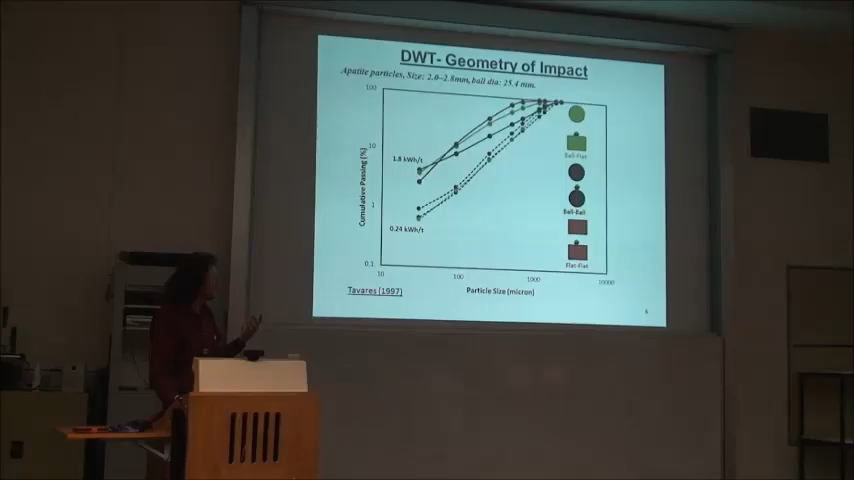 DWT- Geometry of Impact
Apatite particles, Size: 2.0-2.8mm, ball dia: 25.4 mm.
100
10
1
0.1
Cumulative Passing (%)
1.8 kWh/t
0.24 kWh/t
Ball-Flat
Ball-Ball
Flat-Flat
10
100
1000
10000
Particle Size (micron)
Tavares (1997)
6